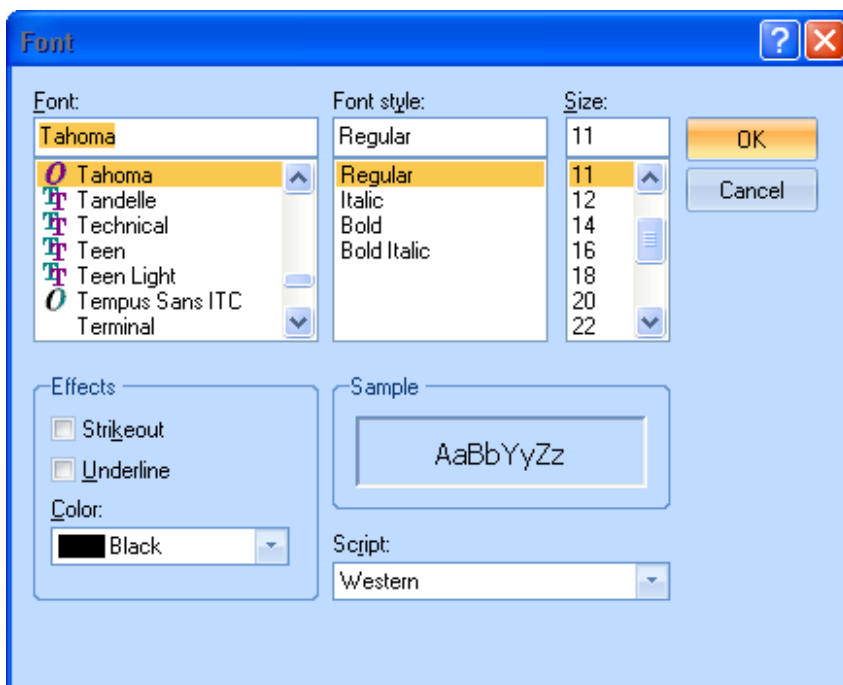 Font
Font: Font style: Size:
Tahoma Regular 11
Tahoma Regular 11
Tandelle Italic 12
Technical Bold 14
Teen Bold Italic 16
Teen Light 18
Tempus Sans ITC 20
Terminal 22
OK
Cancel
Effects
Strikeout
Underline
Color:
Black
Sample
AaBbYyZz
Script:
Western